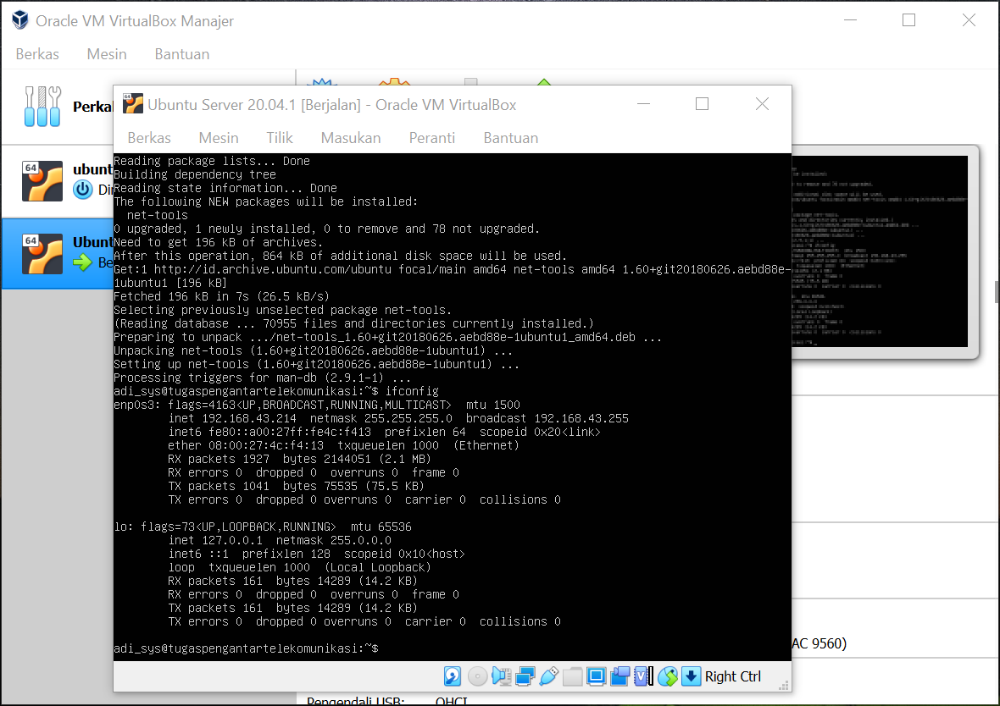 Oracle VM VirtualBox Manajer
Berkas Mesin Bantuan
Perka
64
ubunt
64
Ubunt
Be
64
Ubuntu Server 20.04.1 [Berjalan] - Oracle VM VirtualBox
Berkas Mesin Tilik Masukan Peranti Bantuan
Reading package lists... Done
Building dependency tree
Reading state information... Done
The following NEW packages will be installed:
  net-tools
0 upgraded, 1 newly installed, 0 to remove and 78 not upgraded.
Need to get 196 kB of archives.
After this operation, 864 kB of additional disk space will be used.
Get:1 http://id.archive.ubuntu.com/ubuntu focal/main amd64 net-tools amd64 1.60+git20180626.aebd88e-
1ubuntu1 [196 kB]
Fetched 196 kB in 7s (26.5 kB/s)
Selecting previously unselected package net-tools.
(Reading database ... 70955 files and directories currently installed.)
Preparing to unpack .../net-tools_1.60+git20180626.aebd88e-1ubuntu1_amd64.deb ...
Unpacking net-tools (1.60+git20180626.aebd88e-1ubuntu1) ...
Setting up net-tools (1.60+git20180626.aebd88e-1ubuntu1) ...
Processing triggers for man-db (2.9.1-1) ...
adi_sys@tugaspengantartelekomunikasi:~$ ifconfig
enp0s3: flags=4163<UP,BROADCAST,RUNNING,MULTICAST>  mtu 1500
        inet 192.168.43.214  netmask 255.255.255.0  broadcast 192.168.43.255
        inet6 fe80::a00:27ff:fe4c:f413  prefixlen 64  scopeid 0x20<link>
        ether 08:00:27:4c:f4:13  txqueuelen 1000  (Ethernet)
        RX packets 1927  bytes 2144051 (2.1 MB)
        RX errors 0  dropped 0  overruns 0  frame 0
        TX packets 1041  bytes 75535 (75.5 KB)
        TX errors 0  dropped 0 overruns 0  carrier 0  collisions 0
lo: flags=73<UP,LOOPBACK,RUNNING>  mtu 65536
        inet 127.0.0.1  netmask 255.0.0.0
        inet6 ::1  prefixlen 128  scopeid 0x10<host>
        loop  txqueuelen 1000  (Local Loopback)
        RX packets 161  bytes 14289 (14.2 KB)
        RX errors 0  dropped 0  overruns 0  frame 0
        TX packets 161  bytes 14289 (14.2 KB)
        TX errors 0  dropped 0 overruns 0  carrier 0  collisions 0
adi_sys@tugaspengantartelekomunikasi:~$
AC 9560)
Right Ctrl
Pengendali USB: OHCI